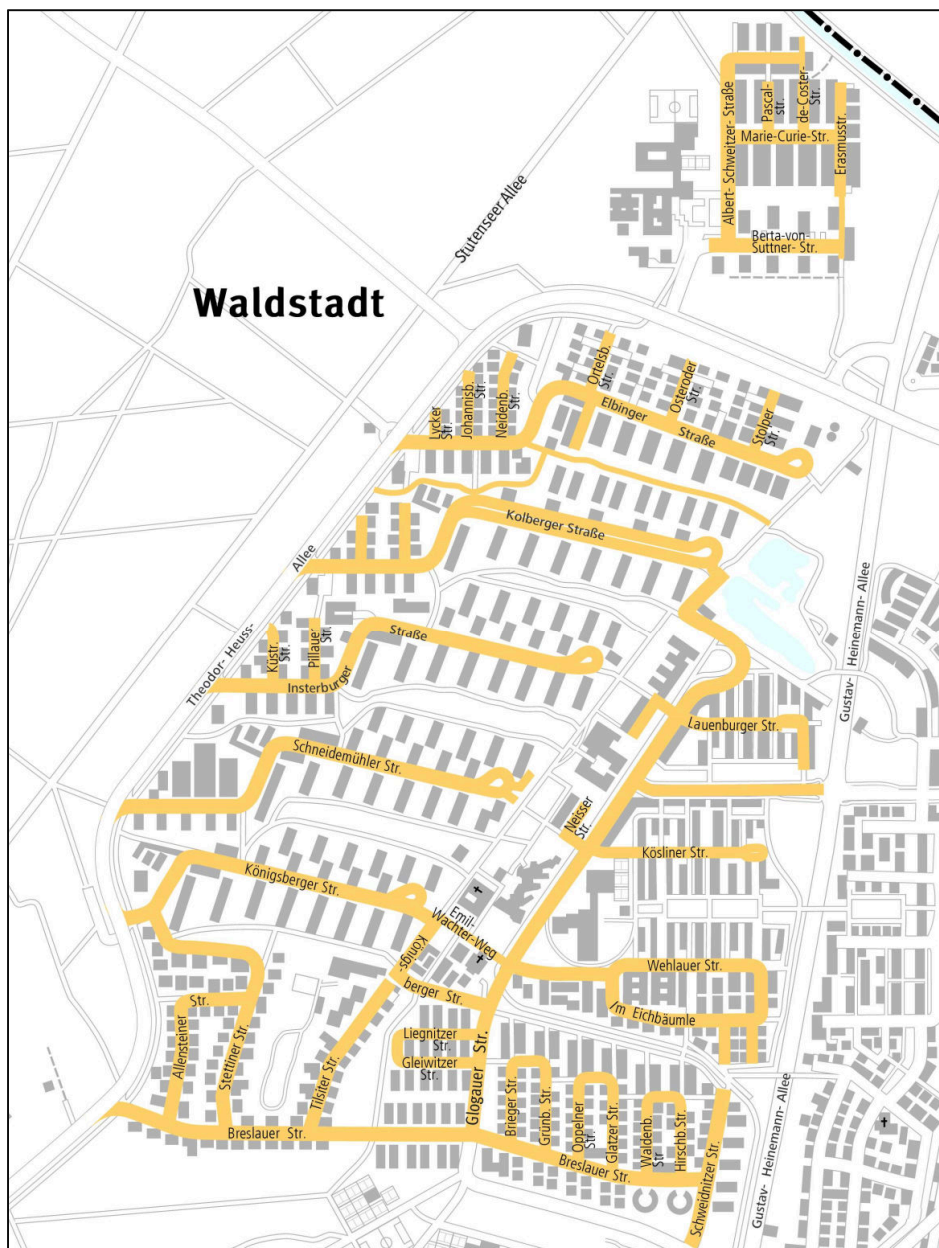 Albert- Schweitzer- Straße
Pascal-
str.
de-Coster-
Str.
Marie-Curie-Str.
Erasmusstr.
Berta-von-
Suttner- Str.
Stutenseer Allee
Waldstadt
Lycker
Str.
Johannisb.
Str.
Neidenb.
Str.
Ortelsb.
Str.
Elbinger
Straße
Osteroder
Str.
Stolper
Str.
Kolberger Straße
Allee
Theodor- Heuss-
Küstr.
Str.
Pillauer
Str.
Insterburger
Straße
Gustav- Heinemann- Allee
Lauenburger Str.
Schneidemühler Str.
Neisser
Str.
Kösliner Str.
Königsberger Str.
Emil-
Wachter-Weg
Königs-
berger Str.
Wehlauer Str.
Im Eichbäumle
Str.
Allensteiner
Stettiner Str.
Tilsiter Str.
Liegnitzer
Str.
Gleiwitzer
Str.
Glogauer Str.
Brieger Str.
Grünb. Str.
Oppelner
Str.
Glatzer Str.
Waldenb.
Str
Hirschb.Str.
Breslauer Str.
Breslauer Str.
Schweidnitzer Str.
Gustav- Heinemann-Allee